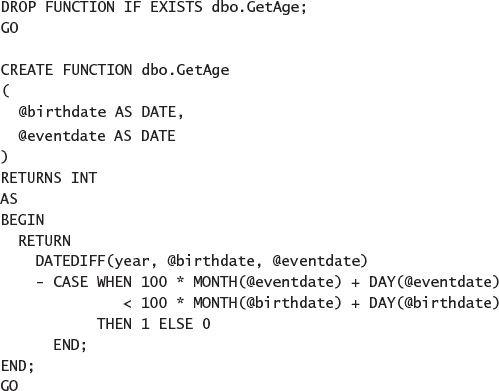 DROP FUNCTION IF EXISTS dbo.GetAge;
GO
CREATE FUNCTION dbo.GetAge
(
  @birthdate AS DATE,
  @eventdate AS DATE
)
RETURNS INT
AS
BEGIN
  RETURN
    DATEDIFF(year, @birthdate, @eventdate)
    - CASE WHEN 100 * MONTH(@eventdate) + DAY(@eventdate)
              < 100 * MONTH(@birthdate) + DAY(@birthdate)
           THEN 1 ELSE 0
      END;
END;
GO